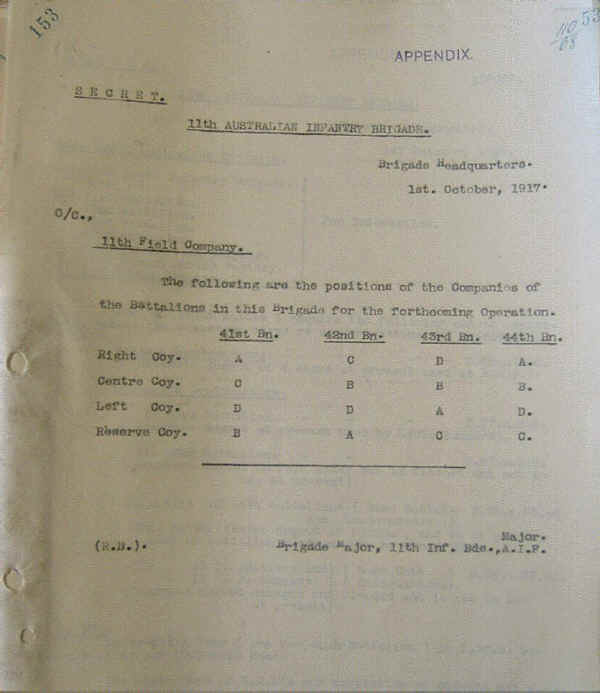 153
53
APPENDIX.
SECRET.
11th AUSTRALIAN INFANTRY BRIGADE.
Brigade Headquarters.
1st. October, 1917.
O/C.,
11th Field Company.
The following are the positions of the Companies of
the Battalions in this Brigade for the forthcoming Operation.
41st Bn. 42nd Bn. 43rd Bn. 44th Bn.
Right Coy. A C D A.
Centre Coy. C B B B.
Left Coy. D D A D.
Reserve Coy. B A C C.
Major.
(R.B.). Brigade Major, 11th Inf. Bde., A.I.F.